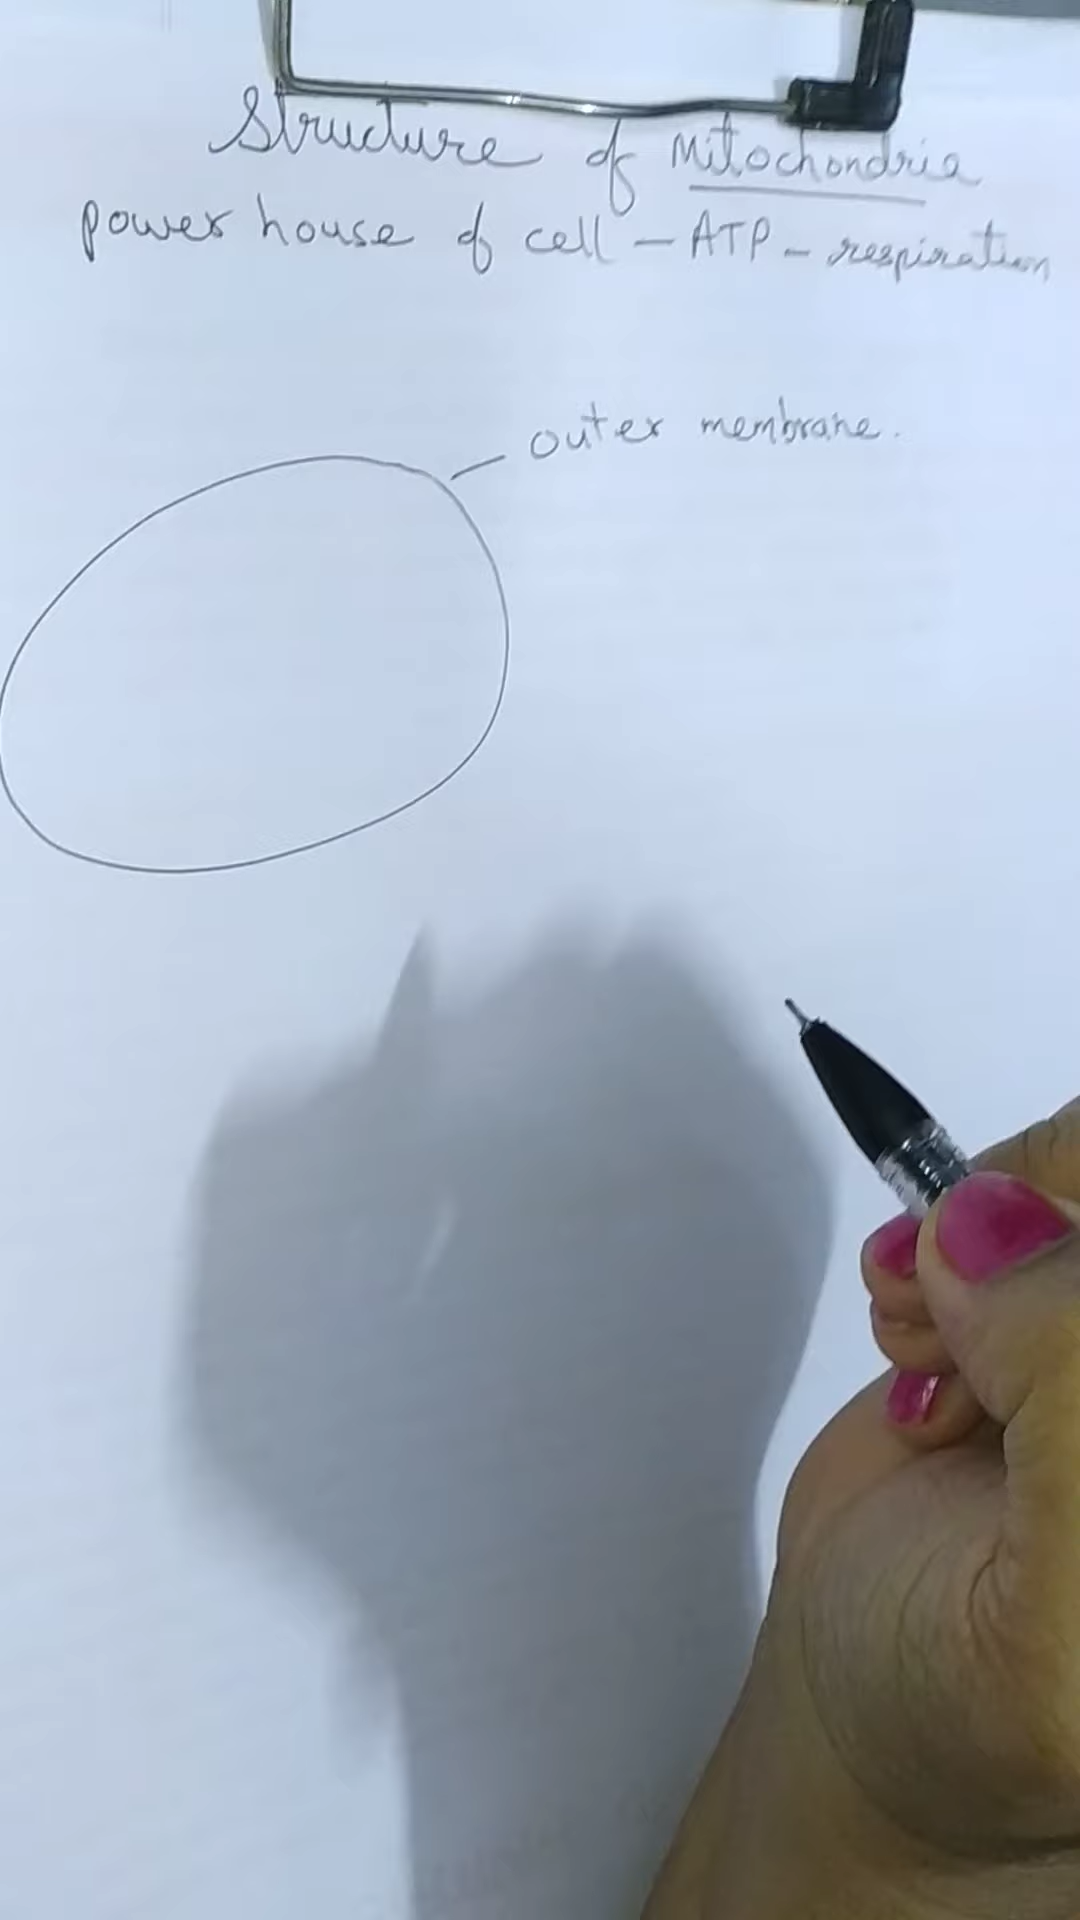 Structure of Mitochondria
power house of cell - ATP - respiration
outer membrane.